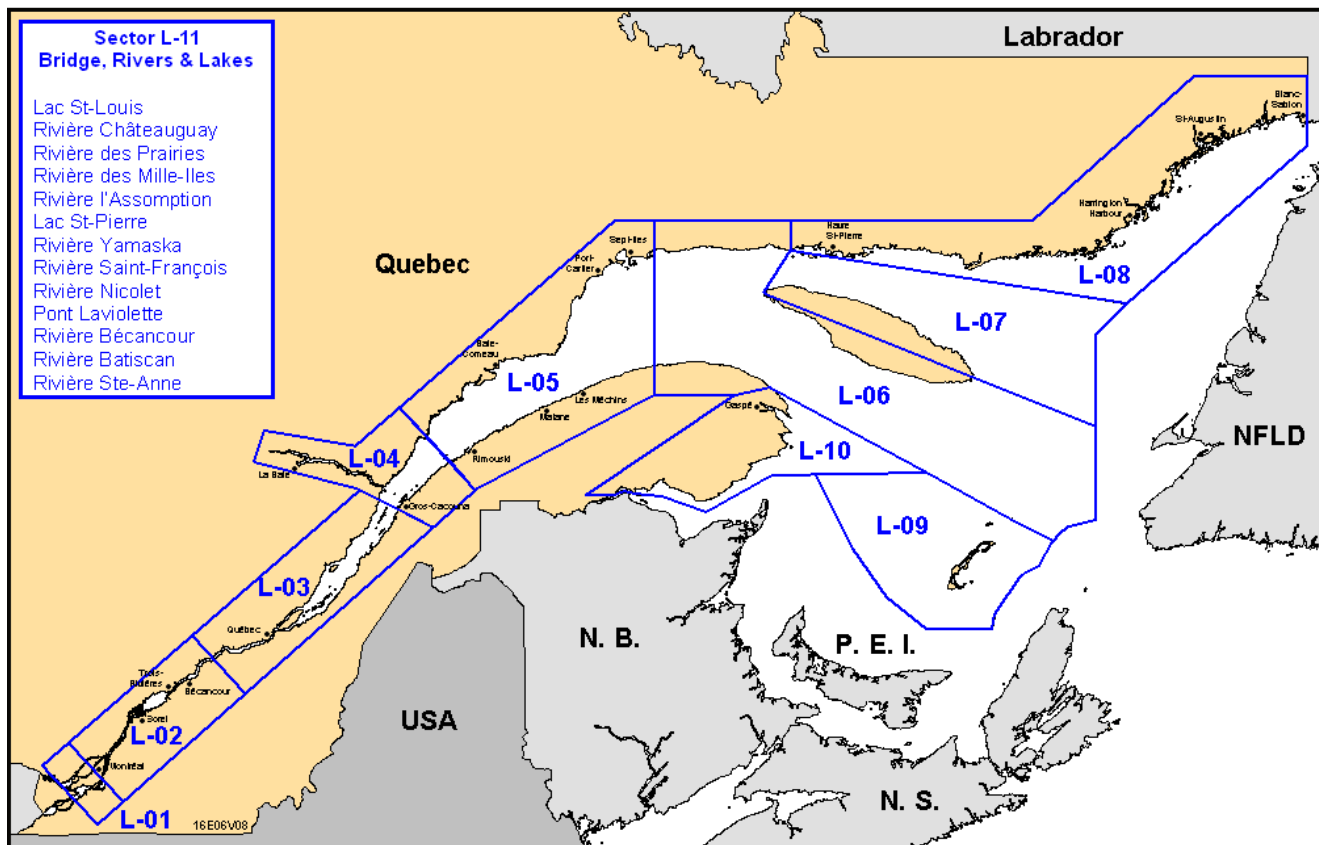 Sector L-11
Bridge, Rivers & Lakes
Lac St-Louis
Rivière Châteauguay
Rivière des Prairies
Rivière des Mille-Iles
Rivière l'Assomption
Lac St-Pierre
Rivière Yamaska
Rivière Saint-François
Rivière Nicolet
Pont Laviolette
Rivière Bécancour
Rivière Batiscan
Rivière Ste-Anne
Labrador
Blanc-
Sablon
St-Augustin
Harrington
Harbour
Havre
St-Pierre
Sept-Iles
Port-
Cartier
Quebec
L-08
L-07
Baie-
Comeau
L-05
Les Méchins
Matane
L-06
Gaspé
NFLD
L-04
La Baie
Rimouski
L-10
Gros-Cacouna
L-09
L-03
Québec
N. B.
P. E. I.
Trois-
Rivières
Bécancour
Sorel
L-02
USA
Montréal
L-01
16E06V08
N. S.